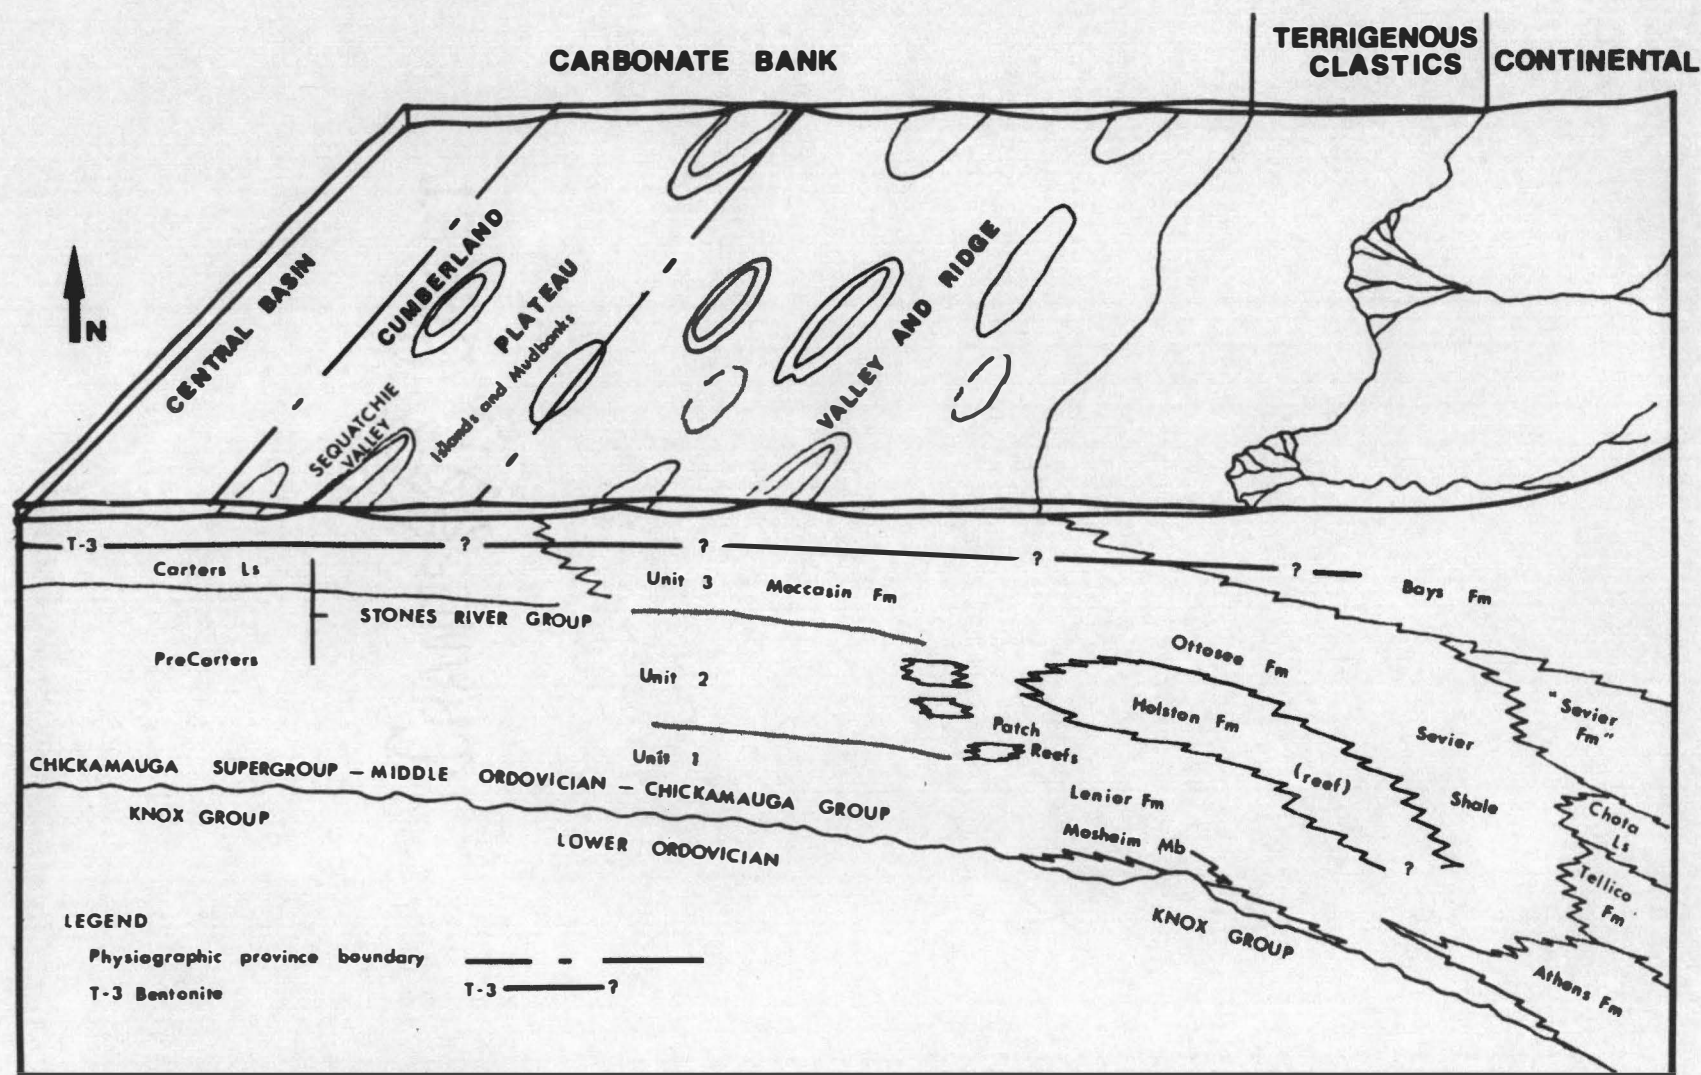 CARBONATE BANK
TERRIGENOUS
CLASTICS
CONTINENTAL
N
CENTRAL BASIN
CUMBERLAND
PLATEAU
SEQUATCHIE
VALLEY
Islands and Mudbanks
VALLEY AND RIDGE
T-3
?
?
?
?
Carters Ls
STONES RIVER GROUP
PreCarters
Unit 3 Moccasin Fm
Unit 2
Unit 1
Patch
Reefs
Bays Fm
Ottosee Fm
Holston Fm
(reef)
?
Sevier
Shale
"Sevier
Fm"
Chota
Ls
Tellico
Fm
Athens Fm
Lenier Fm
Mosheim Mb
CHICKAMAUGA SUPERGROUP — MIDDLE ORDOVICIAN — CHICKAMAUGA GROUP
KNOX GROUP
LOWER ORDOVICIAN
KNOX GROUP
LEGEND
Physiographic province boundary
T-3 Bentonite T-3 ?